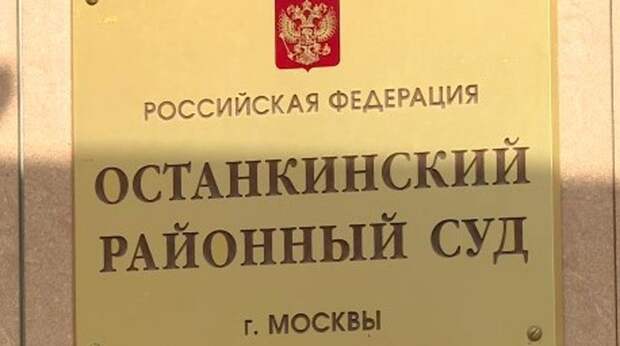 РОССИЙСКАЯ ФЕДЕРАЦИЯ
ОСТАНКИНСКИЙ
РАЙОННЫЙ СУД
г. МОСКВЫ